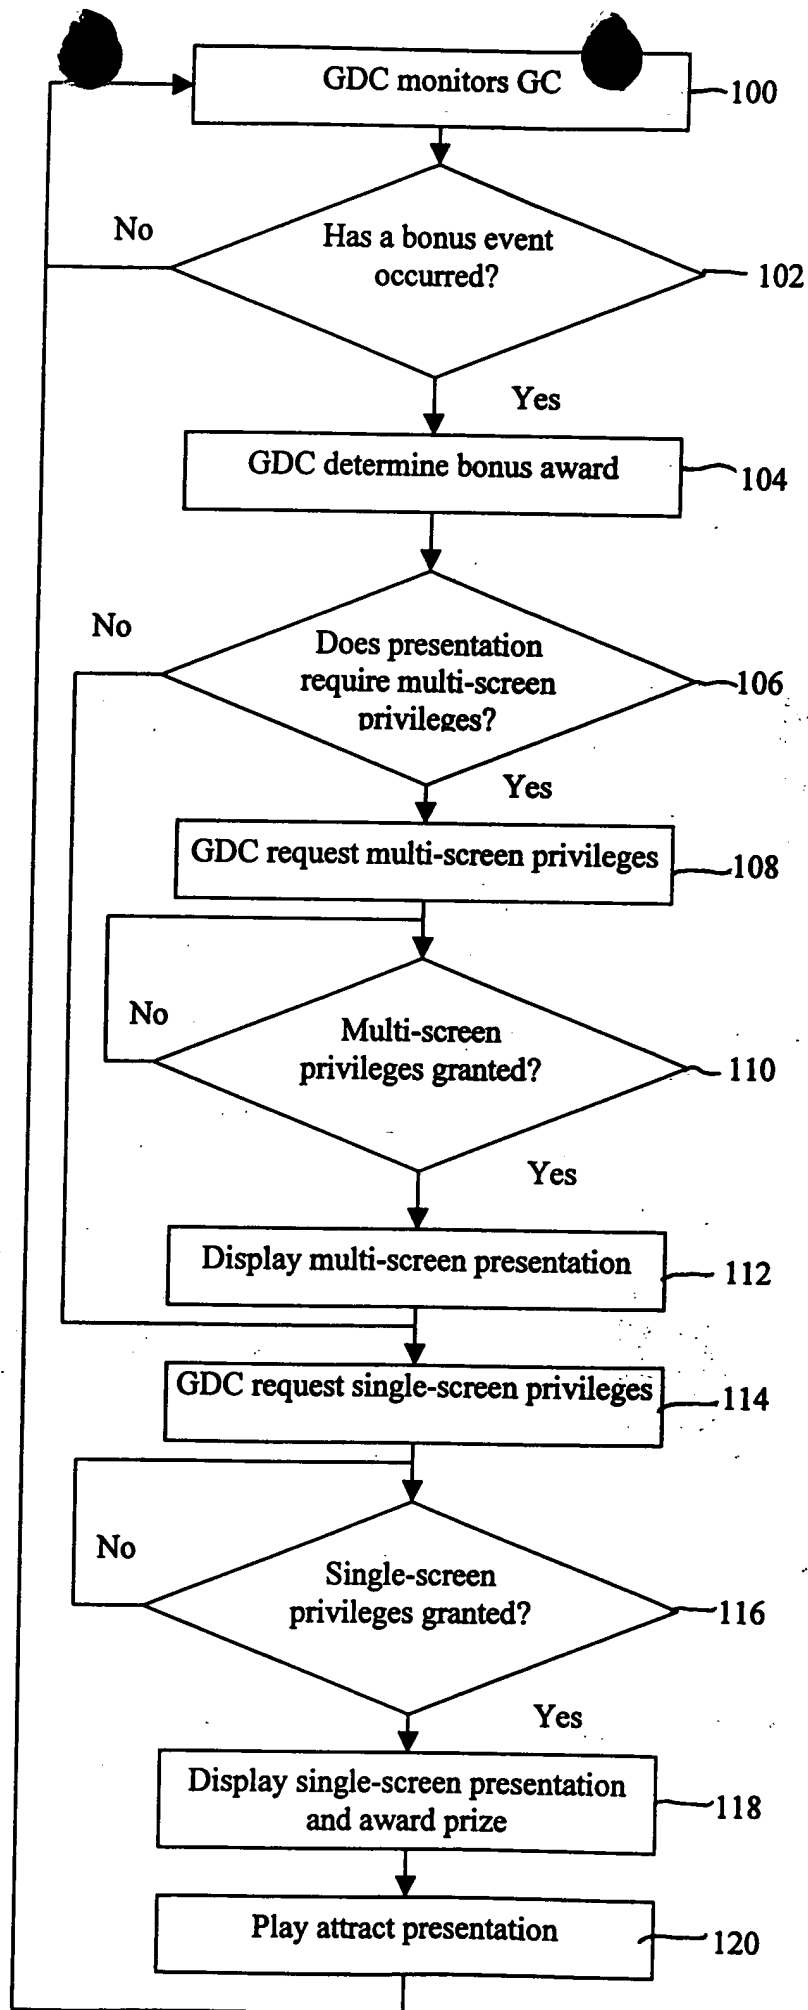 GDC monitors GC
100
No
Has a bonus event
occurred?
102
Yes
GDC determine bonus award
104
No
Does presentation
require multi-screen
privileges?
106
Yes
GDC request multi-screen privileges
108
No
Multi-screen
privileges granted?
110
Yes
Display multi-screen presentation
112
GDC request single-screen privileges
114
No
Single-screen
privileges granted?
116
Yes
Display single-screen presentation
and award prize
118
Play attract presentation
120